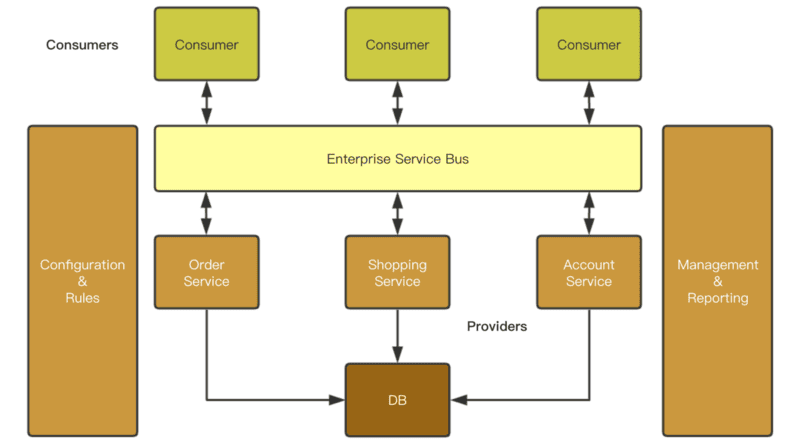 Consumers
Consumer
Consumer
Consumer
Enterprise Service Bus
Configuration
&
Rules
Order
Service
Shopping
Service
Account
Service
Management
&
Reporting
Providers
DB